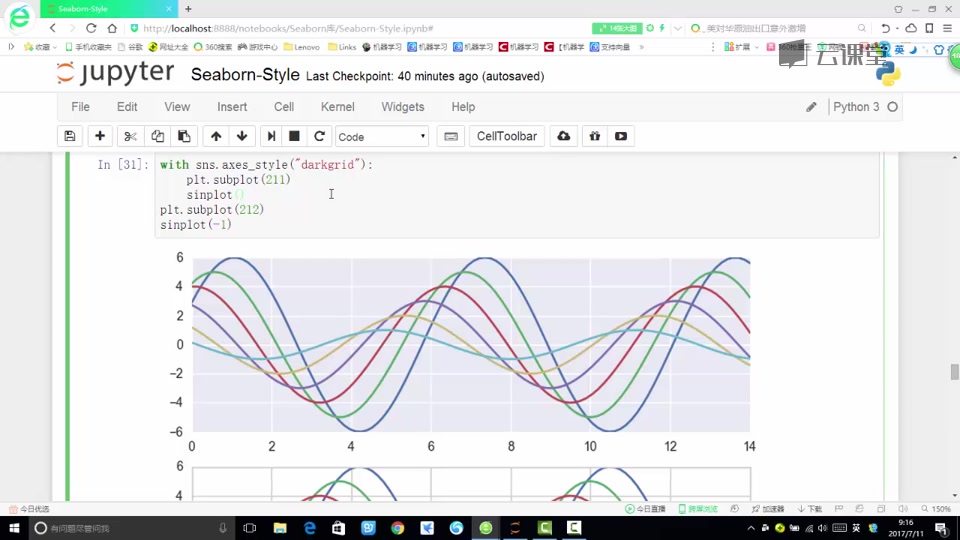 Seaborn-Style
http://localhost:8888/notebooks/Seaborn库/Seaborn-Style.ipynb#
美对华原油出口意外激增
收藏 手机收藏夹 谷歌 网址大全 360搜索 游戏中心 Lenovo Links 机器学习 机器学习 机器学习 机器学习 【机器学 支持向量 扩展
云课堂
英
jupyter Seaborn-Style Last Checkpoint: 40 minutes ago (autosaved)
File Edit View Insert Cell Kernel Widgets Help Python 3
Code CellToolbar
In [31]: with sns.axes_style("darkgrid"):
plt.subplot(211)
sinplot()
plt.subplot(212)
sinplot(-1)
6
4
2
0
−2
−4
−6
0 2 4 6 8 10 12 14
6
4
今日优选 今日直播 跨屏浏览 加速器 下载 150%
有问题尽管问我 英 9:16
2017/7/11